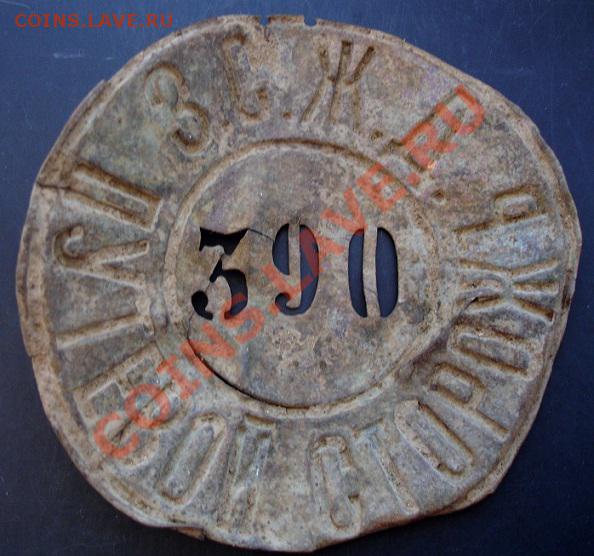 COINS.LAVE.RU
З.С.Ж.Д.
ПУТЕВОЙ СТОРОЖЪ
390
COINS.LAVE.RU